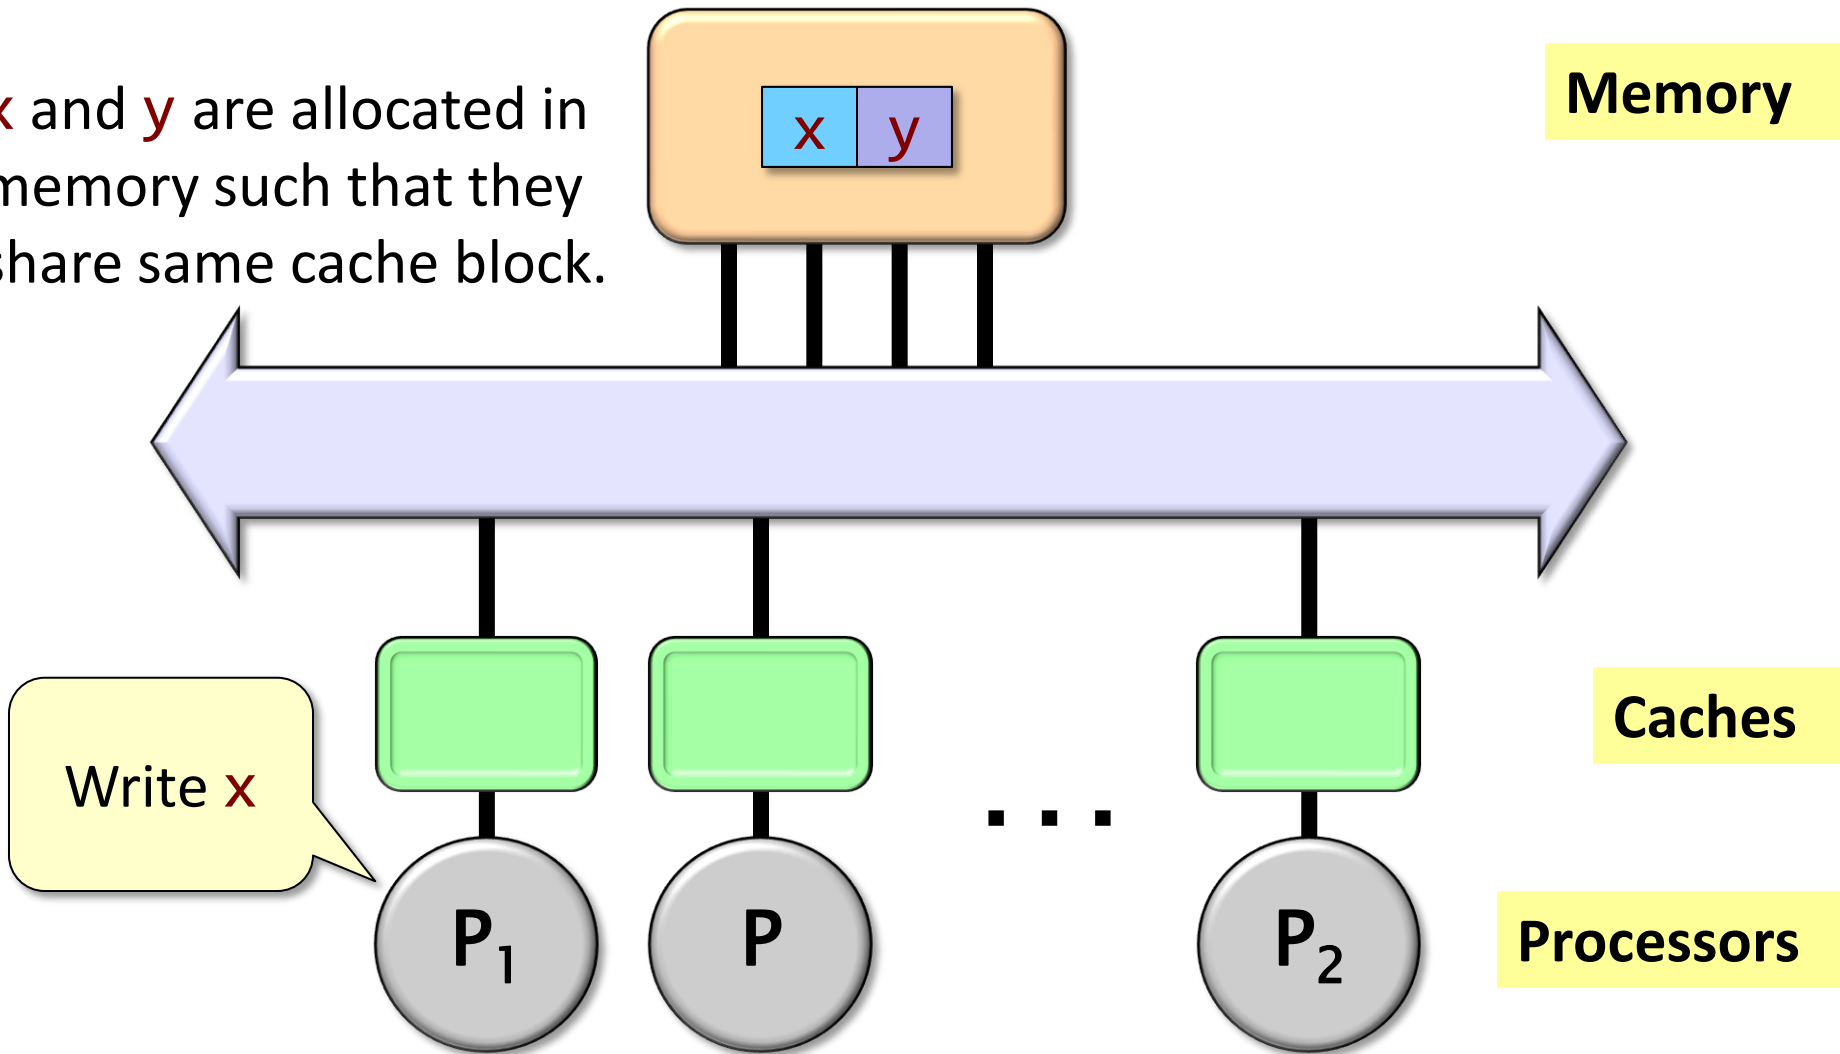 x and y are allocated in
memory such that they
share same cache block.
x y
Memory
Write x
Caches
. . .
P₁ P P₂
Processors